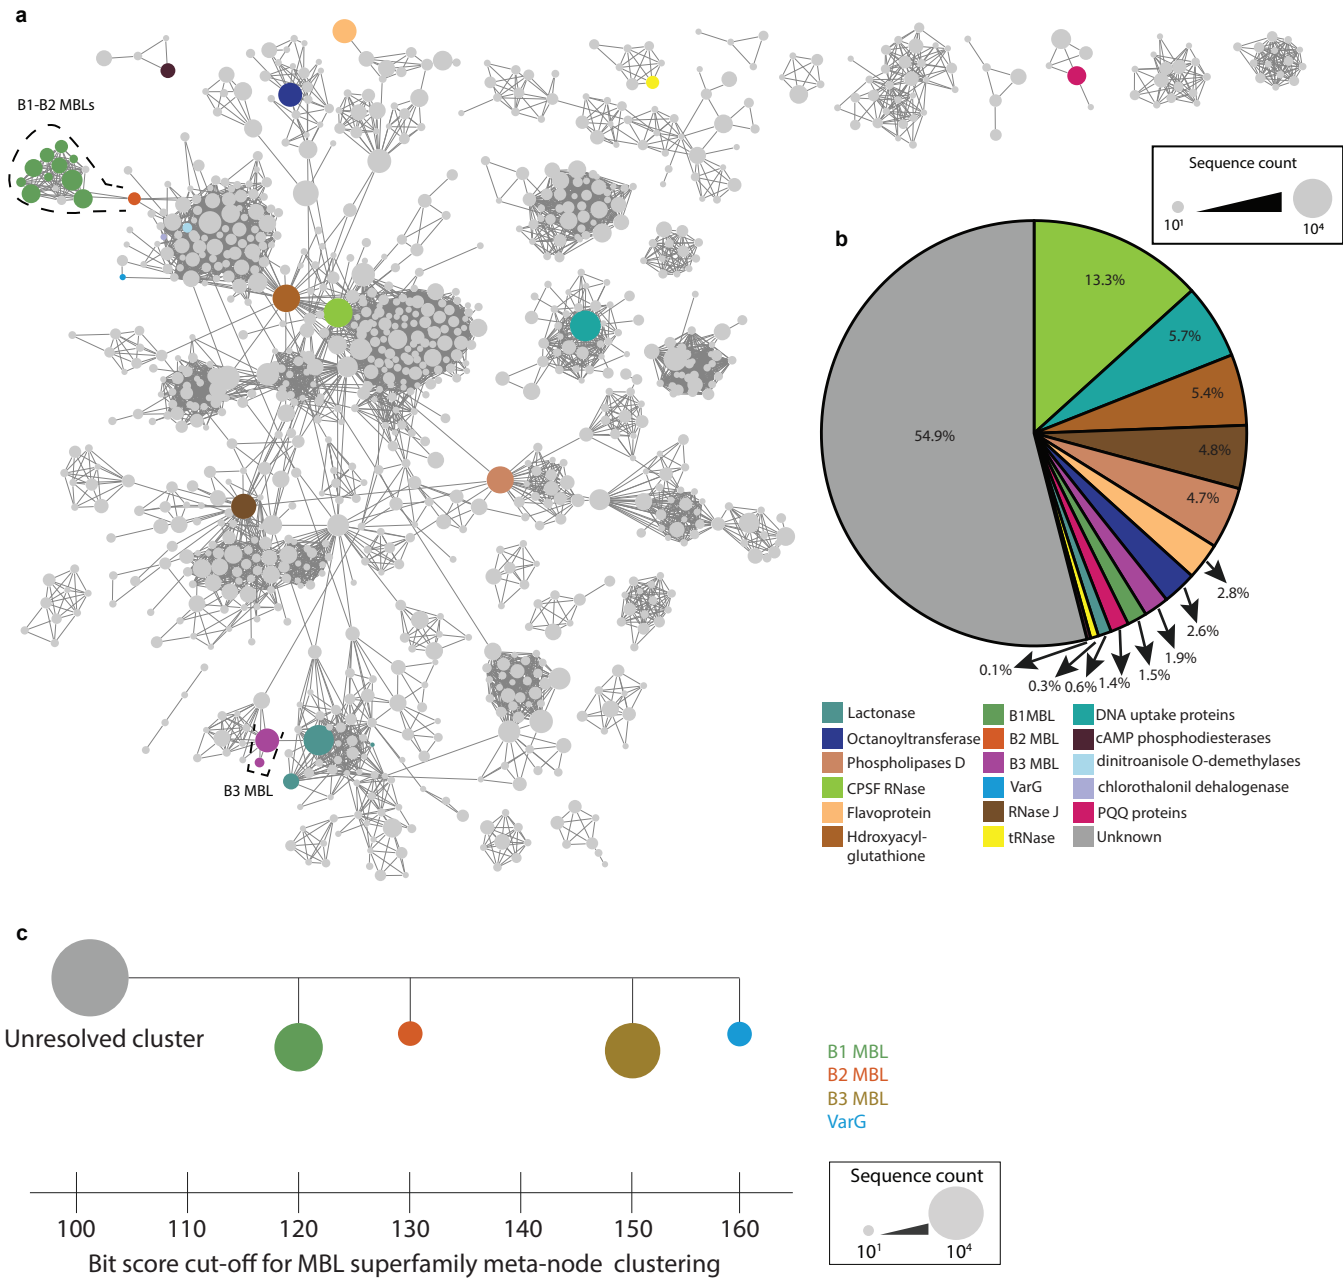 a
B1-B2 MBLs
B3 MBL
Sequence count
10¹
10⁴
b
13.3%
5.7%
5.4%
4.8%
4.7%
2.8%
2.6%
1.9%
1.5%
1.4%
0.6%
0.3%
0.1%
54.9%
Lactonase
Octanoyltransferase
Phospholipases D
CPSF RNase
Flavoprotein
Hdroxyacyl-
glutathione
B1MBL
B2 MBL
B3 MBL
VarG
RNase J
tRNase
DNA uptake proteins
cAMP phosphodiesterases
dinitroanisole O-demethylases
chlorothalonil dehalogenase
PQQ proteins
Unknown
c
Unresolved cluster
B1 MBL
B2 MBL
B3 MBL
VarG
Sequence count
10¹
10⁴
100 110 120 130 140 150 160
Bit score cut-off for MBL superfamily meta-node clustering